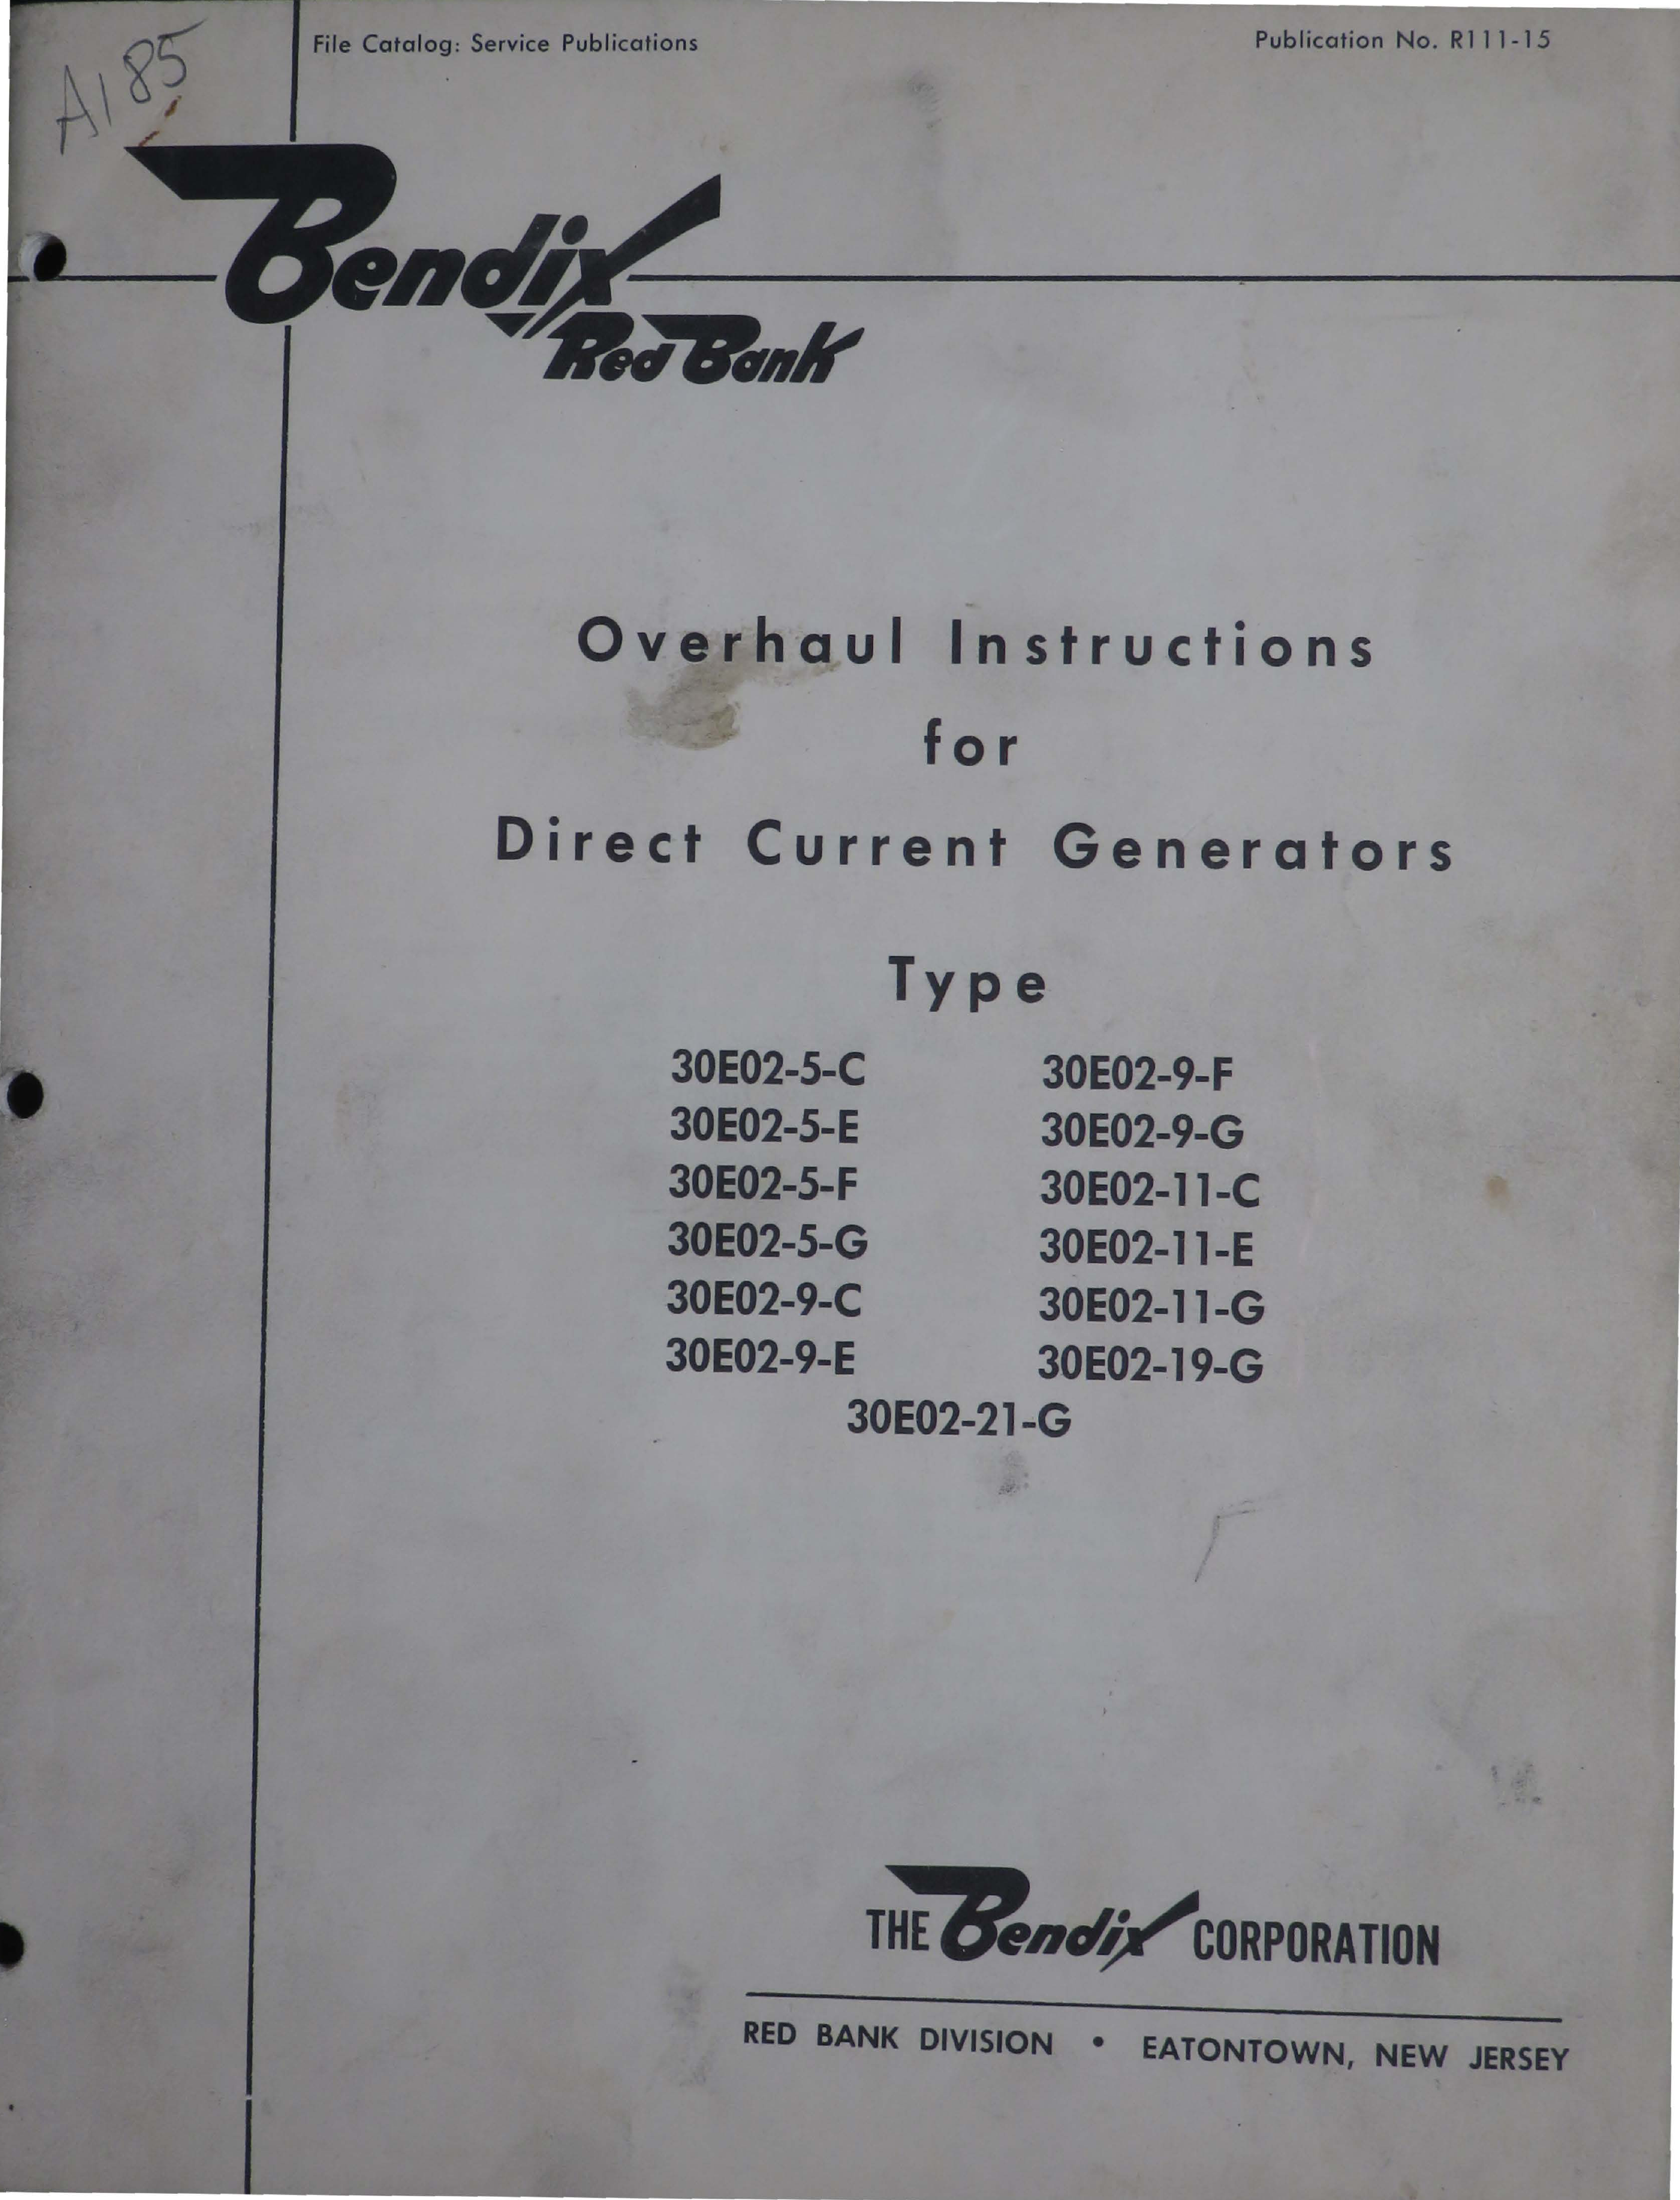 A185
File Catalog: Service Publications
Publication No. R111-15
Bendix
Red Bank
Overhaul Instructions
for
Direct Current Generators
Type
30E02-5-C
30E02-5-E
30E02-5-F
30E02-5-G
30E02-9-C
30E02-9-E
30E02-9-F
30E02-9-G
30E02-11-C
30E02-11-E
30E02-11-G
30E02-19-G
30E02-21-G
THE Bendix CORPORATION
RED BANK DIVISION • EATONTOWN, NEW JERSEY